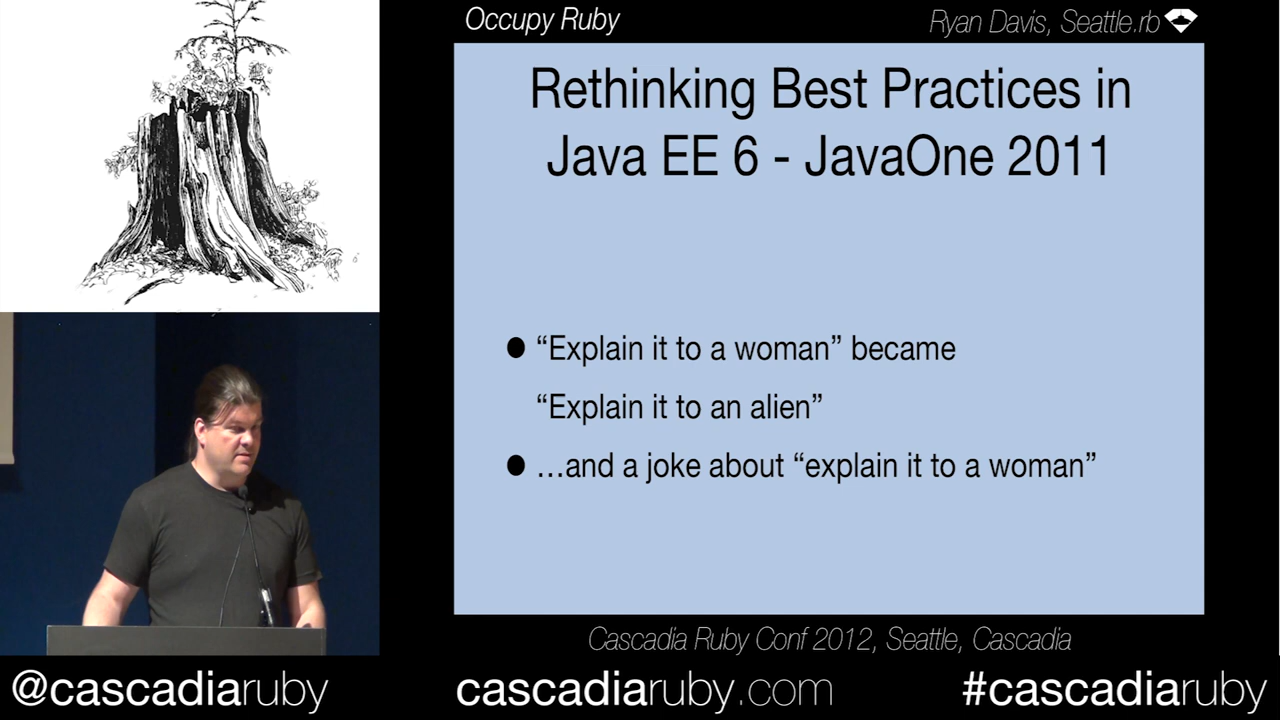 Occupy Ruby
Ryan Davis, Seattle.rb
Rethinking Best Practices in
Java EE 6 - JavaOne 2011
● “Explain it to a woman” became
“Explain it to an alien”
● …and a joke about “explain it to a woman”
Cascadia Ruby Conf 2012, Seattle, Cascadia
@cascadiaruby
cascadiaruby.com
#cascadiaruby